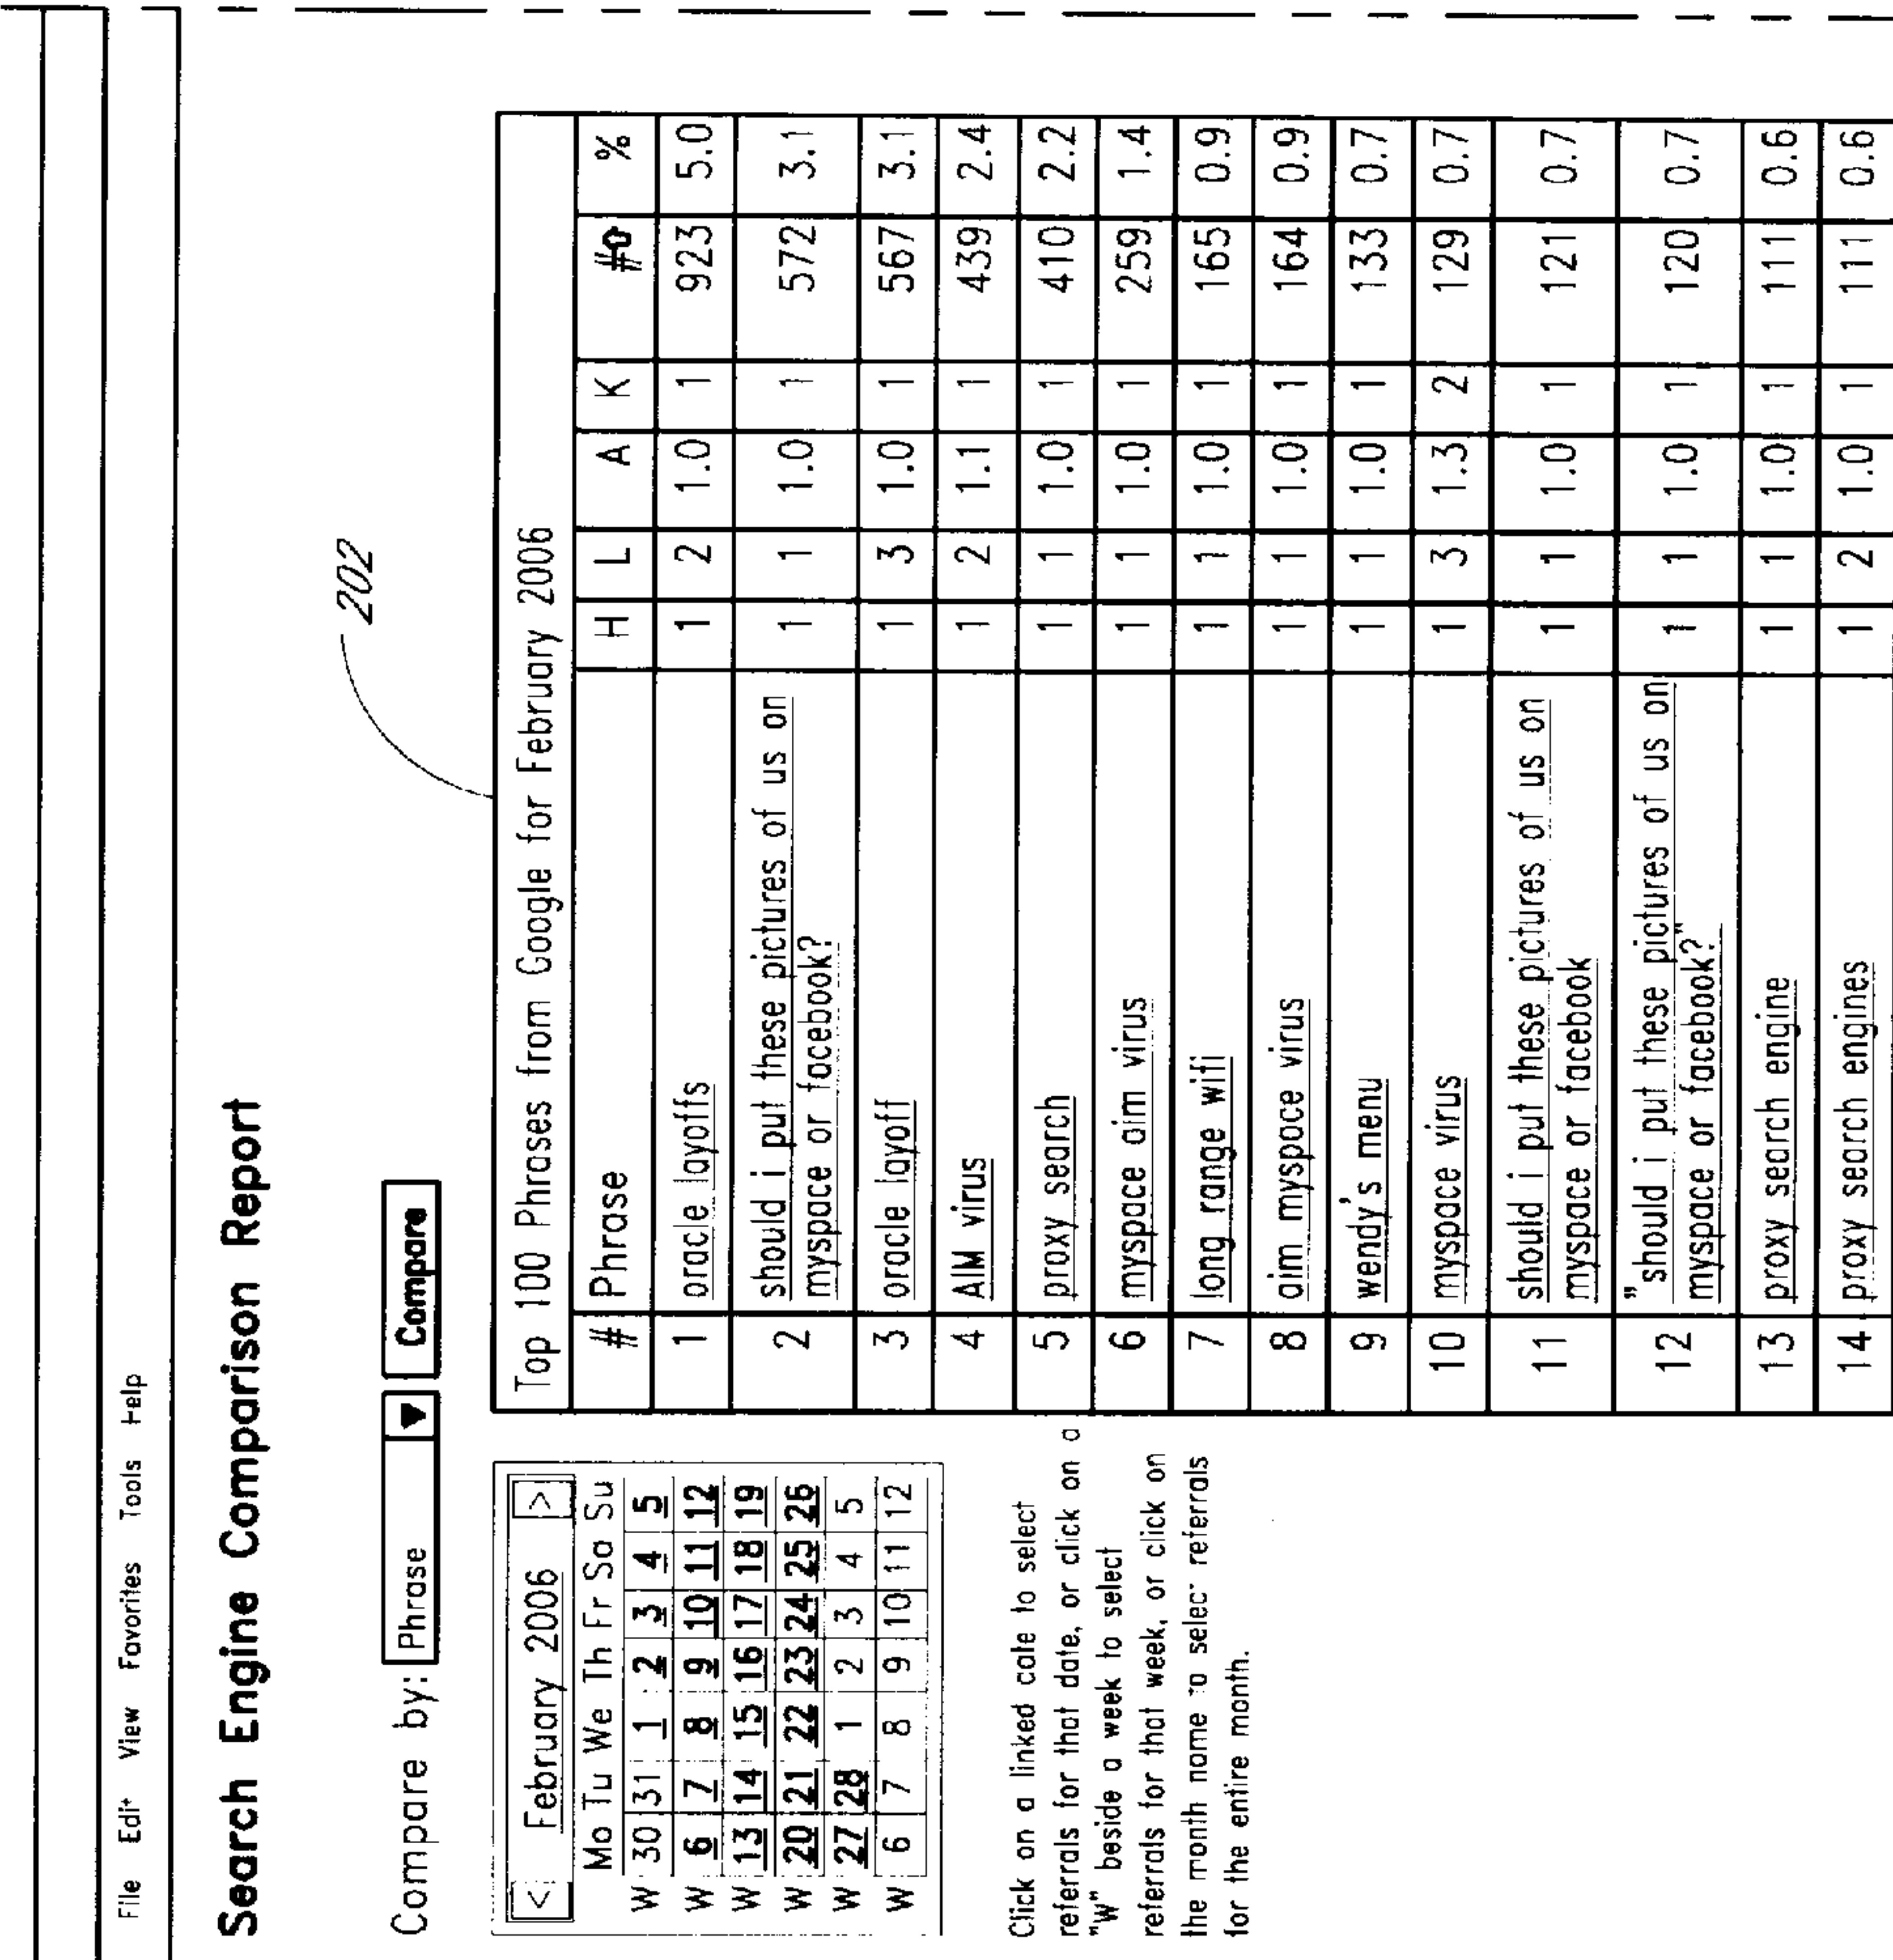 File Edit View Favorites Tools Help
Search Engine Comparison Report
Compare by: Phrase ▼ Compare
202
< February 2006 >
Mo Tu We Th Fr Sa Su
W 30 31 1 2 3 4 5
W 6 7 8 9 10 11 12
W 13 14 15 16 17 18 19
W 20 21 22 23 24 25 26
W 27 28 1 2 3 4 5
W 6 7 8 9 10 11 12
Click on a linked date to select
referrals for that date, or click on a
"W" beside a week to select
referrals for that week, or click on
the month name to select referrals
for the entire month.
Top 100 Phrases from Google for February 2006
# Phrase H L A K # %
1 oracle layoffs 1 2 1.0 1 923 5.0
2 should i put these pictures of us on
myspace or facebook? 1 1 1.0 1 572 3.1
3 oracle layoff 1 3 1.0 1 567 3.1
4 AIM virus 1 2 1.1 1 439 2.4
5 proxy search 1 1 1.0 1 410 2.2
6 myspace aim virus 1 1 1.0 1 259 1.4
7 long range wifi 1 1 1.0 1 165 0.9
8 aim myspace virus 1 1 1.0 1 164 0.9
9 wendy's menu 1 1 1.0 1 133 0.7
10 myspace virus 1 3 1.3 2 129 0.7
11 should i put these pictures of us on
myspace or facebook 1 1 1.0 1 121 0.7
12 "should i put these pictures of us on
myspace or facebook?" 1 1 1.0 1 120 0.7
13 proxy search engine 1 1 1.0 1 111 0.6
14 proxy search engines 1 2 1.0 1 111 0.6